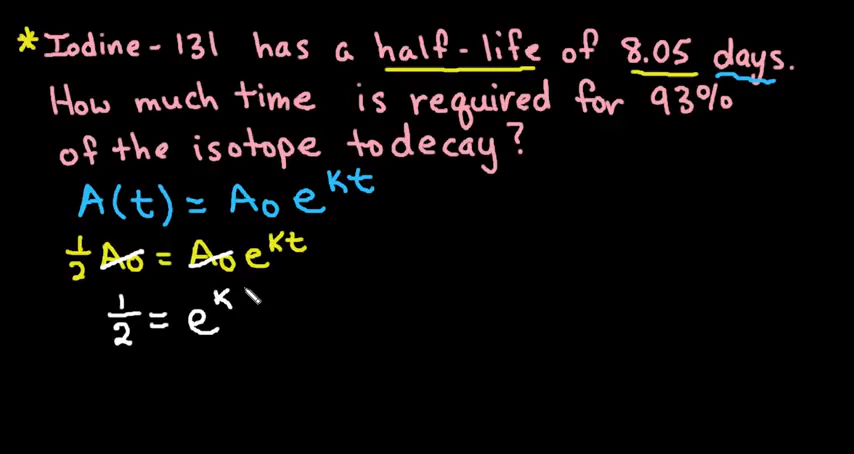 * Iodine - 131 has a half-life of 8.05 days.
How much time is required for 93%
of the isotope to decay?
A(t) = A₀ e^kt
½ A₀ = A₀ e^kt
½ = e^k